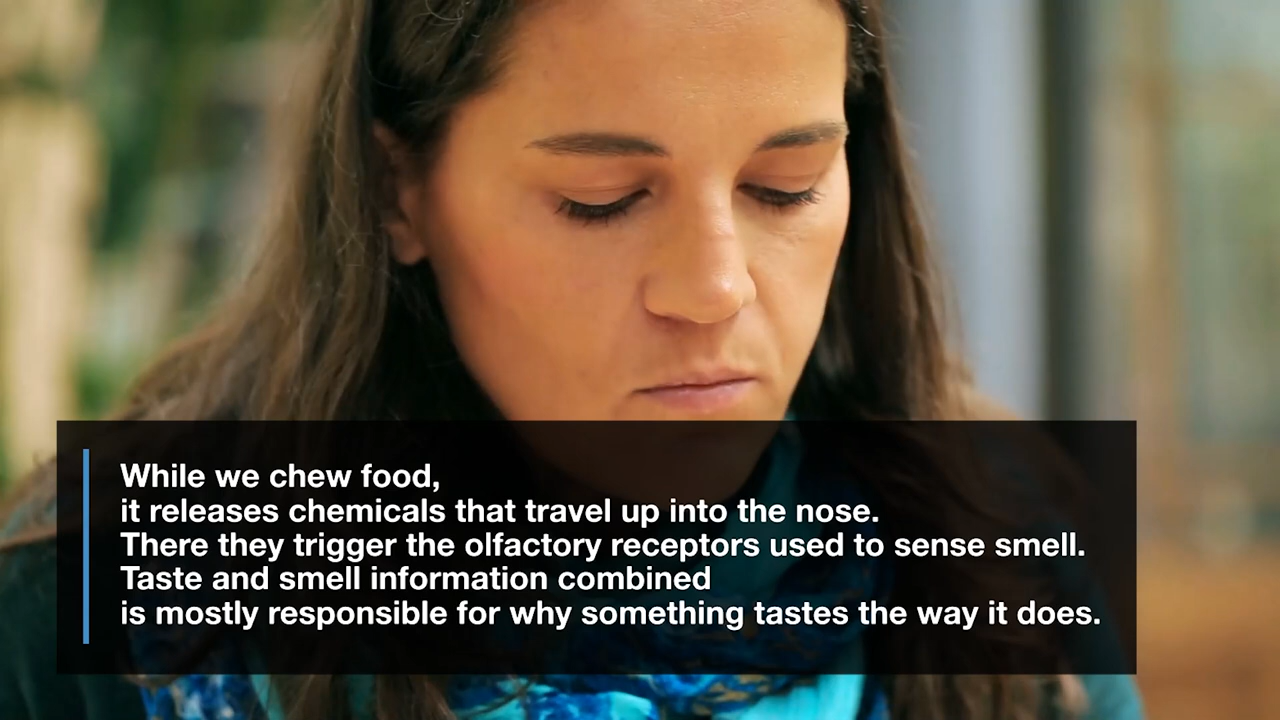 While we chew food,
it releases chemicals that travel up into the nose.
There they trigger the olfactory receptors used to sense smell.
Taste and smell information combined
is mostly responsible for why something tastes the way it does.